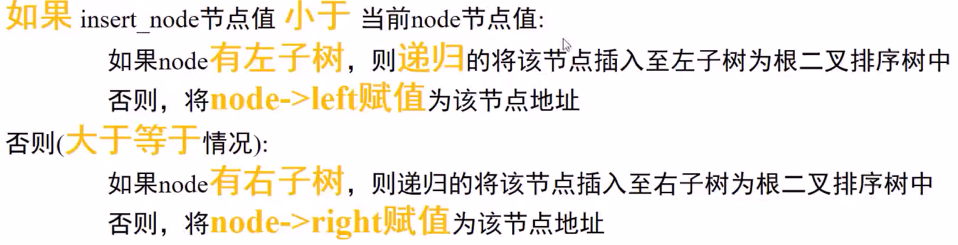 如果 insert_node节点值 小于 当前node节点值:
如果node有左子树，则递归的将该节点插入至左子树为根二叉排序树中
否则，将node->left赋值为该节点地址
否则(大于等于情况):
如果node有右子树，则递归的将该节点插入至右子树为根二叉排序树中
否则，将node->right赋值为该节点地址